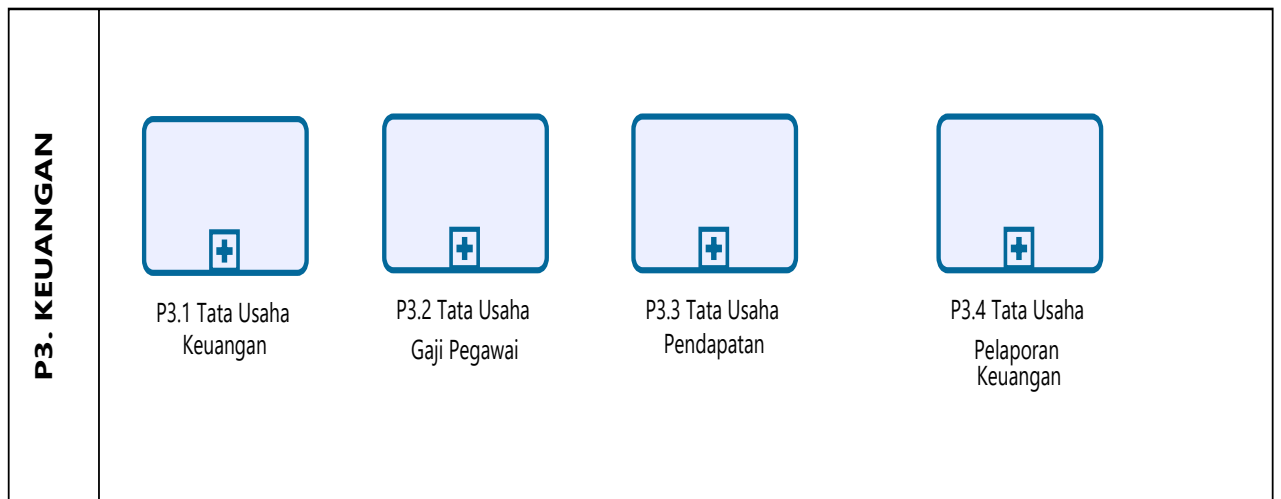 P3. KEUANGAN
P3.1 Tata Usaha
Keuangan
P3.2 Tata Usaha
Gaji Pegawai
P3.3 Tata Usaha
Pendapatan
P3.4 Tata Usaha
Pelaporan
Keuangan